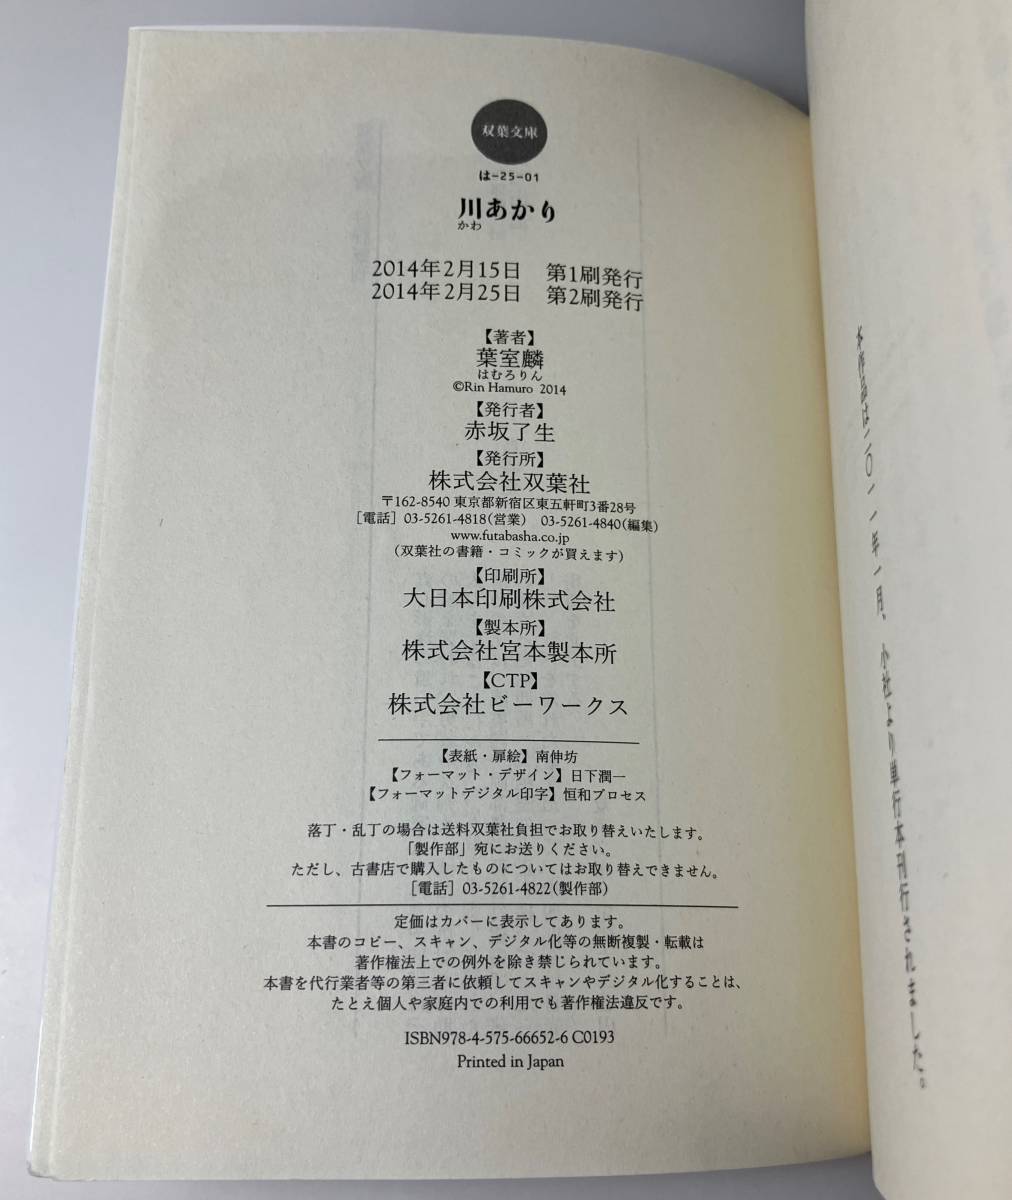 双葉文庫
は-25-01
川あかり
かわ
2014年2月15日　第1刷発行
2014年2月25日　第2刷発行
【著者】
葉室麟
はむろりん
©Rin Hamuro 2014
【発行者】
赤坂了生
【発行所】
株式会社双葉社
〒162-8540 東京都新宿区東五軒町3番28号
［電話］03-5261-4818(営業)　03-5261-4840(編集)
www.futabasha.co.jp
(双葉社の書籍・コミックが買えます)
【印刷所】
大日本印刷株式会社
【製本所】
株式会社宮本製本所
【CTP】
株式会社ビーワークス
【表紙・扉絵】南伸坊
【フォーマット・デザイン】日下潤一
【フォーマットデジタル印字】恒和プロセス
落丁・乱丁の場合は送料双葉社負担でお取り替えいたします。
「製作部」宛にお送りください。
ただし、古書店で購入したものについてはお取り替えできません。
［電話］03-5261-4822(製作部)
定価はカバーに表示してあります。
本書のコピー、スキャン、デジタル化等の無断複製・転載は
著作権法上での例外を除き禁じられています。
本書を代行業者等の第三者に依頼してスキャンやデジタル化することは、
たとえ個人や家庭内での利用でも著作権法違反です。
ISBN978-4-575-66652-6 C0193
Printed in Japan
本作品は二〇一一年一月、小社より単行本刊行されました。